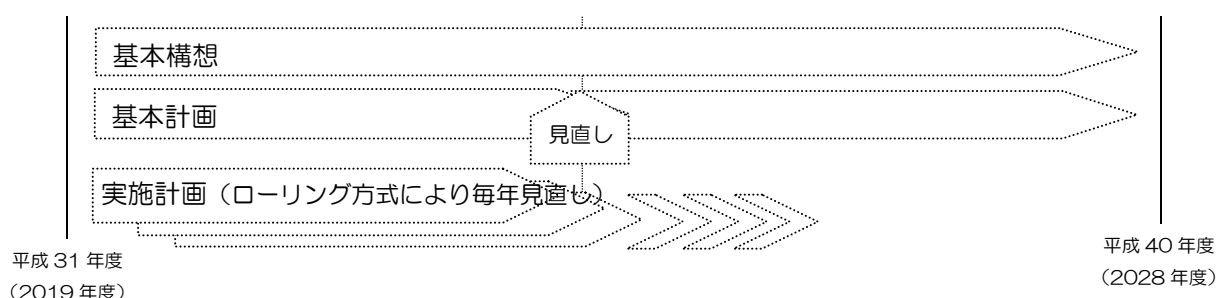 基本構想
基本計画
見直し
実施計画（ローリング方式により毎年見直し）
平成 31 年度
（2019 年度）
平成 40 年度
（2028 年度）